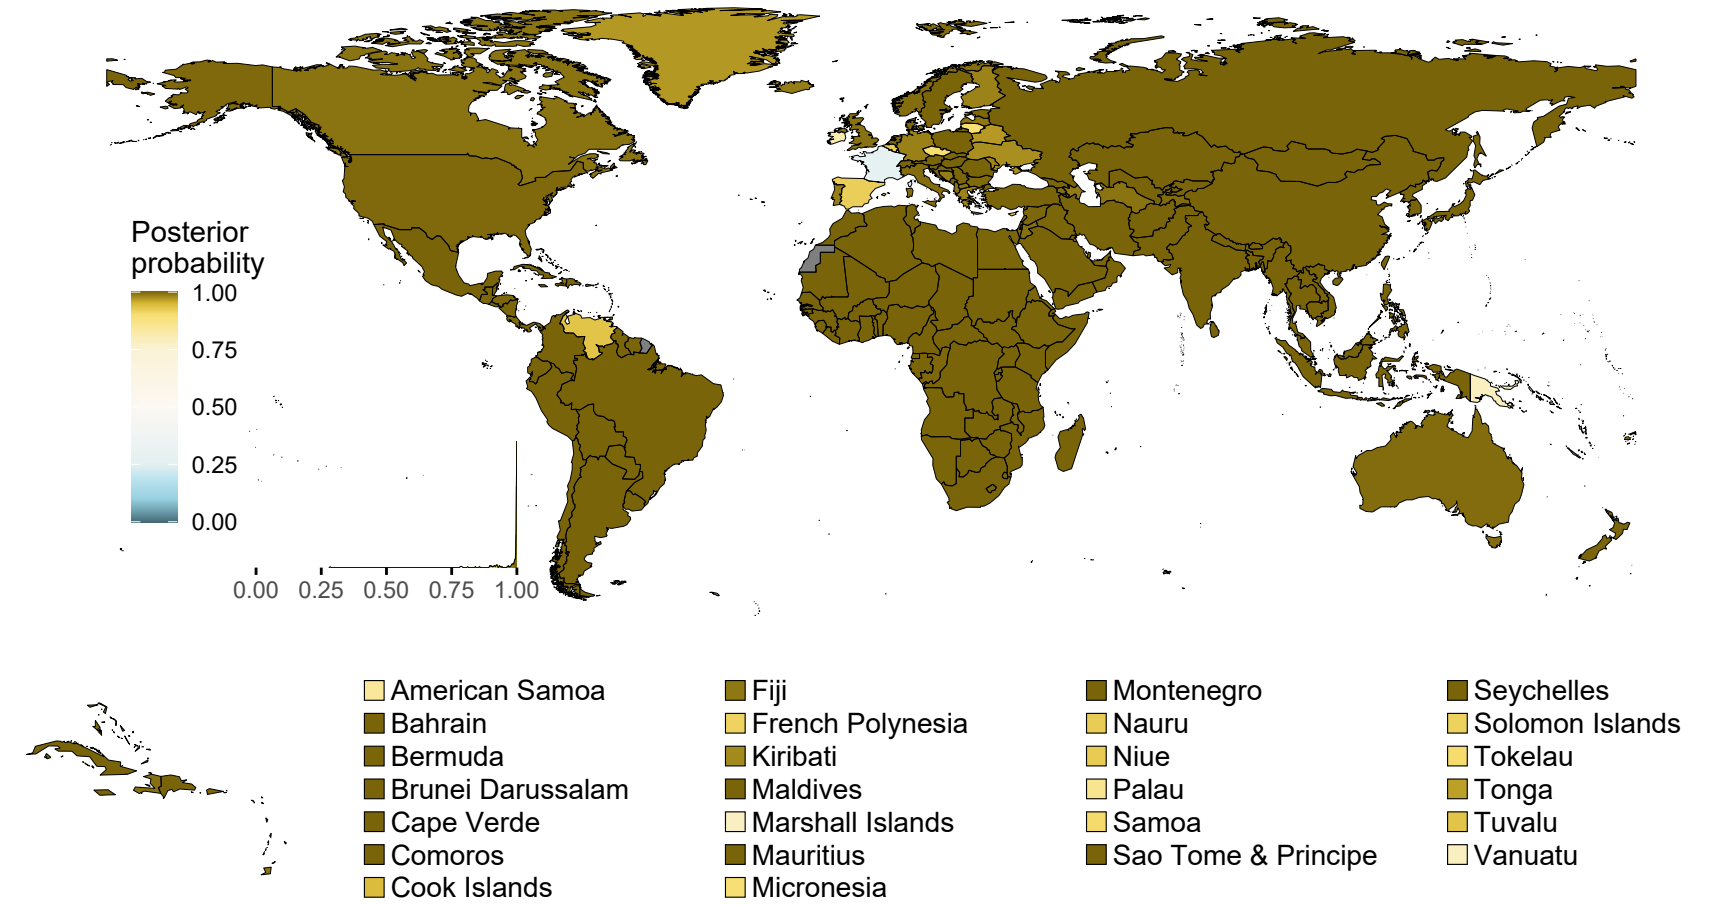 Posterior
probability
1.00
0.75
0.50
0.25
0.00
0.00 0.25 0.50 0.75 1.00
American Samoa
Bahrain
Bermuda
Brunei Darussalam
Cape Verde
Comoros
Cook Islands
Fiji
French Polynesia
Kiribati
Maldives
Marshall Islands
Mauritius
Micronesia
Montenegro
Nauru
Niue
Palau
Samoa
Sao Tome & Principe
Seychelles
Solomon Islands
Tokelau
Tonga
Tuvalu
Vanuatu